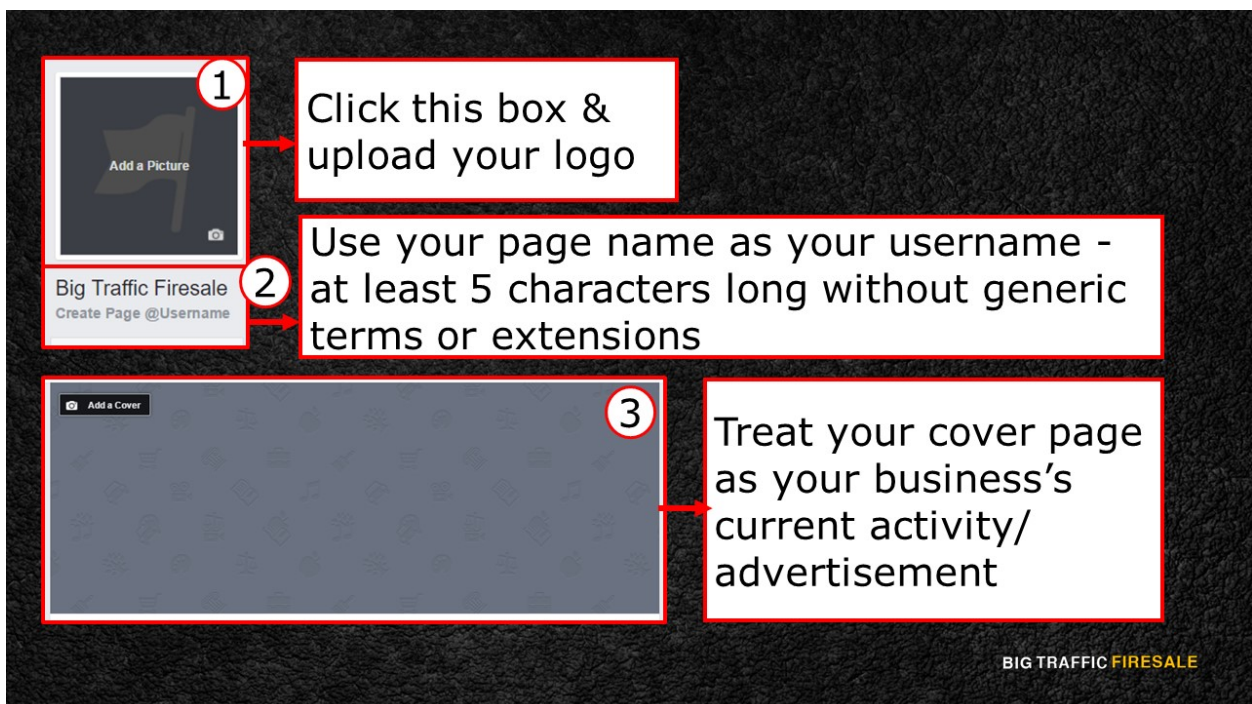 1
Add a Picture
Click this box &
upload your logo
Big Traffic Firesale
Create Page @Username
2
Use your page name as your username -
at least 5 characters long without generic
terms or extensions
Add a Cover
3
Treat your cover page
as your business’s
current activity/
advertisement
BIG TRAFFIC FIRESALE